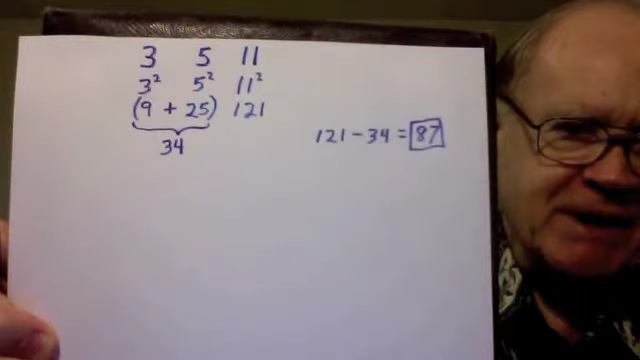 3 5 11
3² 5² 11²
(9 + 25) 121
34
121 - 34 = 87